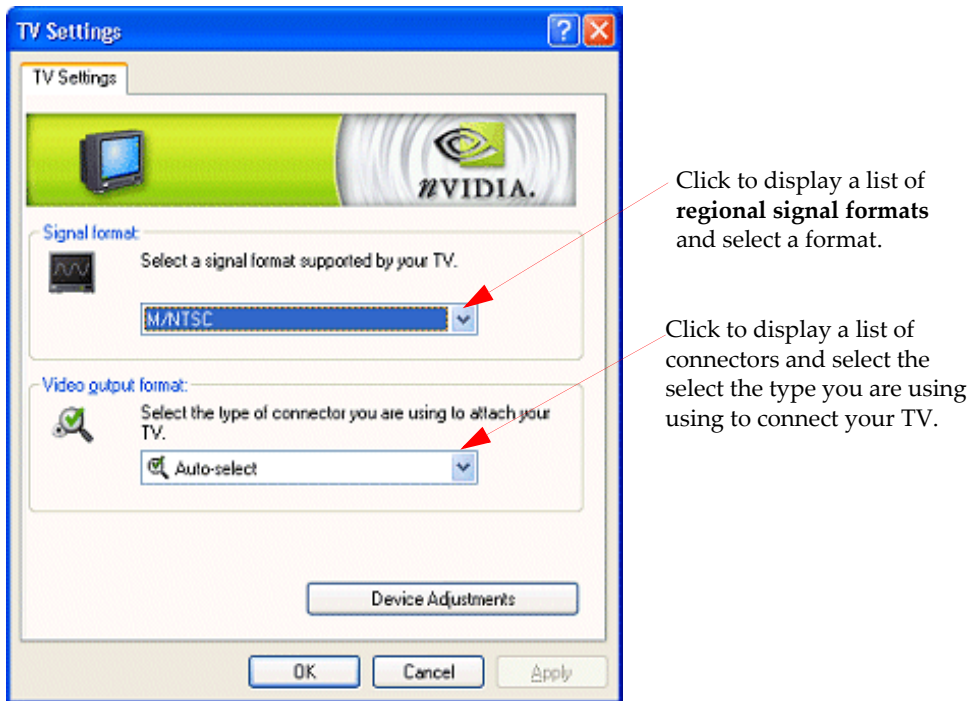 TV Settings
TV Settings
nVIDIA.
Signal format:
Select a signal format supported by your TV.
M/NTSC
Click to display a list of
regional signal formats
and select a format.
Video output format:
Select the type of connector you are using to attach your
TV.
Auto-select
Click to display a list of
connectors and select the
select the type you are using
using to connect your TV.
Device Adjustments
OK
Cancel
Apply